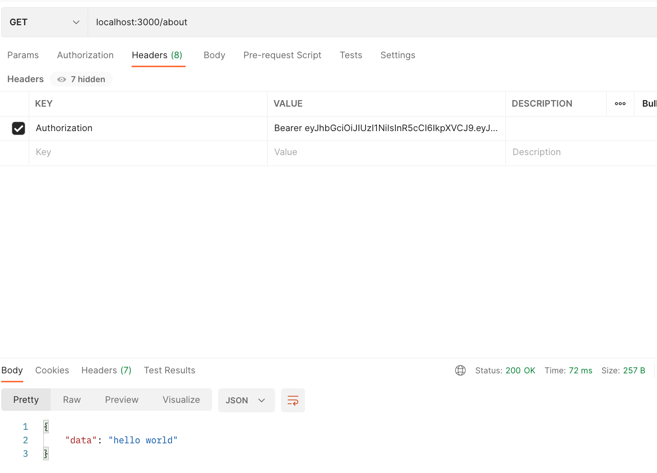 GET localhost:3000/about
Params Authorization Headers (8) Body Pre-request Script Tests Settings
Headers 7 hidden
KEY VALUE DESCRIPTION ooo Bul
Authorization Bearer eyJhbGciOiJIUzI1NiIsInR5cCI6IkpXVCJ9.eyJ...
Key Value Description
Body Cookies Headers (7) Test Results Status: 200 OK Time: 72 ms Size: 257 B
Pretty Raw Preview Visualize JSON
1 {
2 "data": "hello world"
3 }